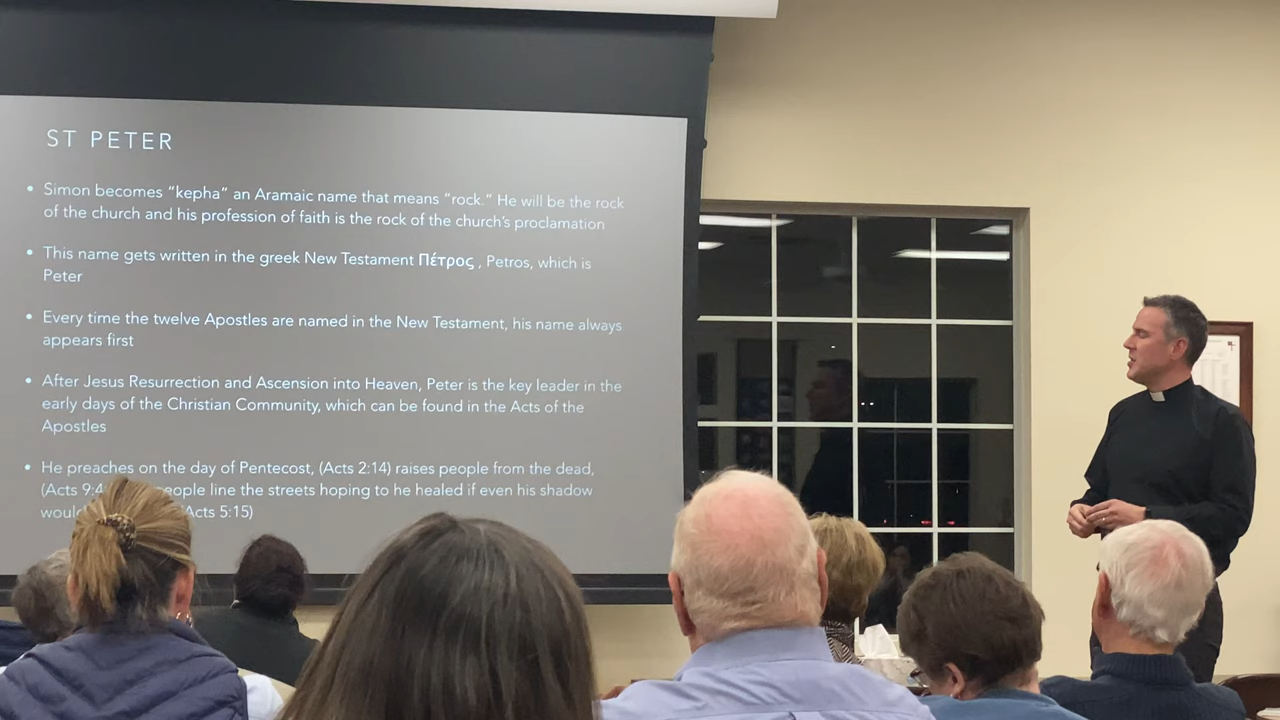 ST PETER
• Simon becomes “kepha” an Aramaic name that means “rock.” He will be the rock
of the church and his profession of faith is the rock of the church’s proclamation
• This name gets written in the greek New Testament Πέτρος , Petros, which is
Peter
• Every time the twelve Apostles are named in the New Testament, his name always
appears first
• After Jesus Resurrection and Ascension into Heaven, Peter is the key leader in the
early days of the Christian Community, which can be found in the Acts of the
Apostles
• He preaches on the day of Pentecost, (Acts 2:14) raises people from the dead,
(Acts people line the streets hoping to he healed if even his shadow
Acts 5:15)